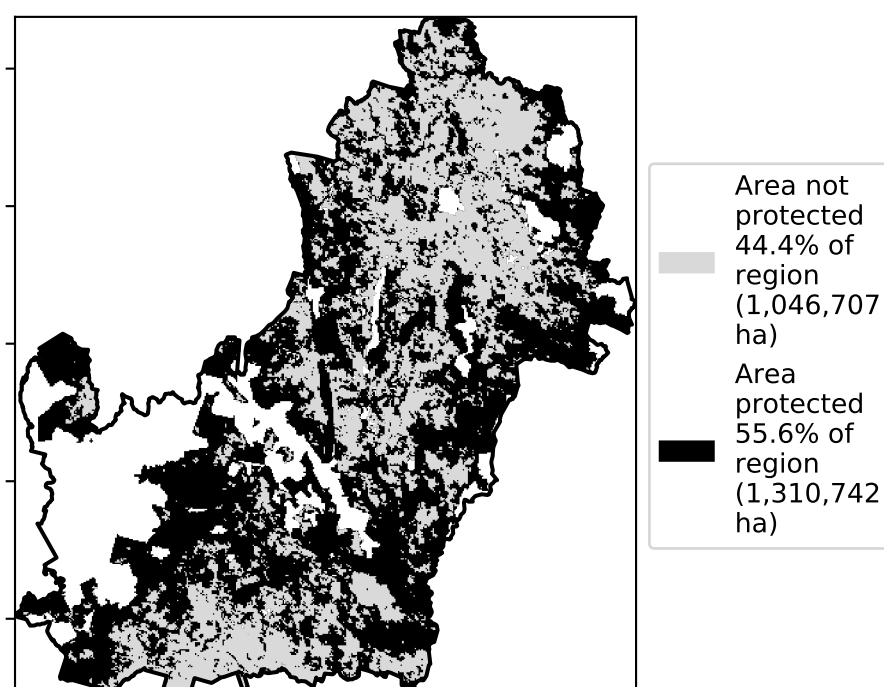 Area not
protected
44.4% of
region
(1,046,707
ha)
Area
protected
55.6% of
region
(1,310,742
ha)